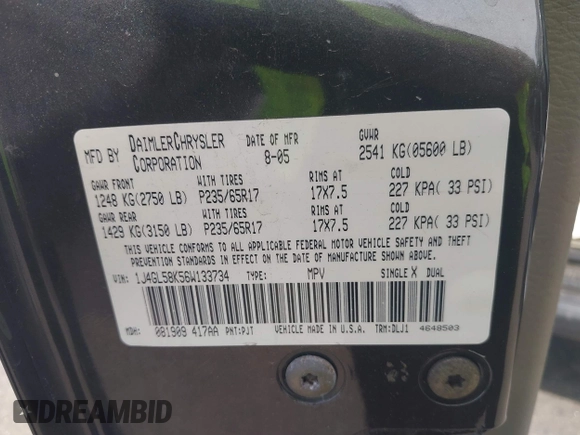 MFD BY DAIMLERCHRYSLER CORPORATION DATE OF MFR 8-05 GVWR 2541 KG(05600 LB)
GAWR FRONT WITH TIRES RIMS AT COLD
1248 KG(2750 LB) P235/65R17 17X7.5 227 KPA( 33 PSI)
GAWR REAR WITH TIRES RIMS AT COLD
1429 KG(3150 LB) P235/65R17 17X7.5 227 KPA( 33 PSI)
THIS VEHICLE CONFORMS TO ALL APPLICABLE FEDERAL MOTOR VEHICLE SAFETY AND THEFT
PREVENTION STANDARDS IN EFFECT ON THE DATE OF MANUFACTURE SHOWN ABOVE.
VIN: 1J4GL58K56W133734 TYPE: MPV SINGLE X DUAL
MDH: 081909 417AA PNT:PJT VEHICLE MADE IN U.S.A. TRM:DLJ1 4648503
DREAMBID